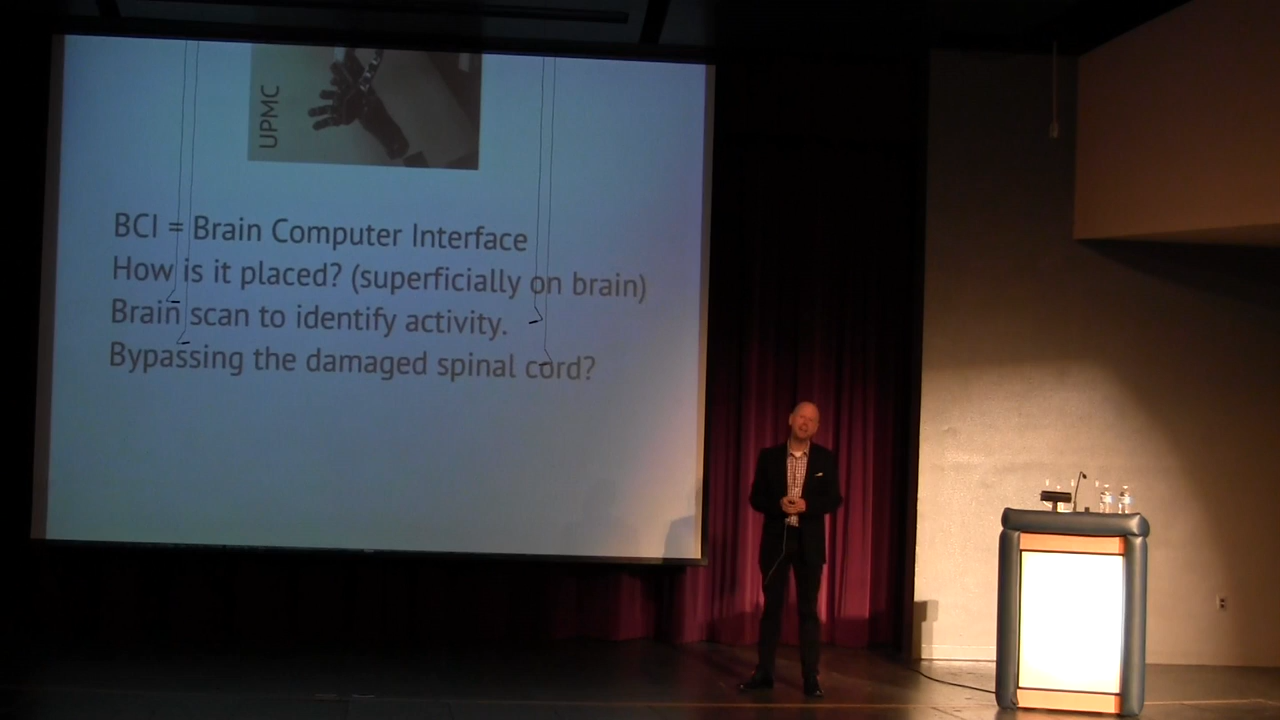 UPMC
BCI = Brain Computer Interface
How is it placed? (superficially on brain)
Brain scan to identify activity.
Bypassing the damaged spinal cord?